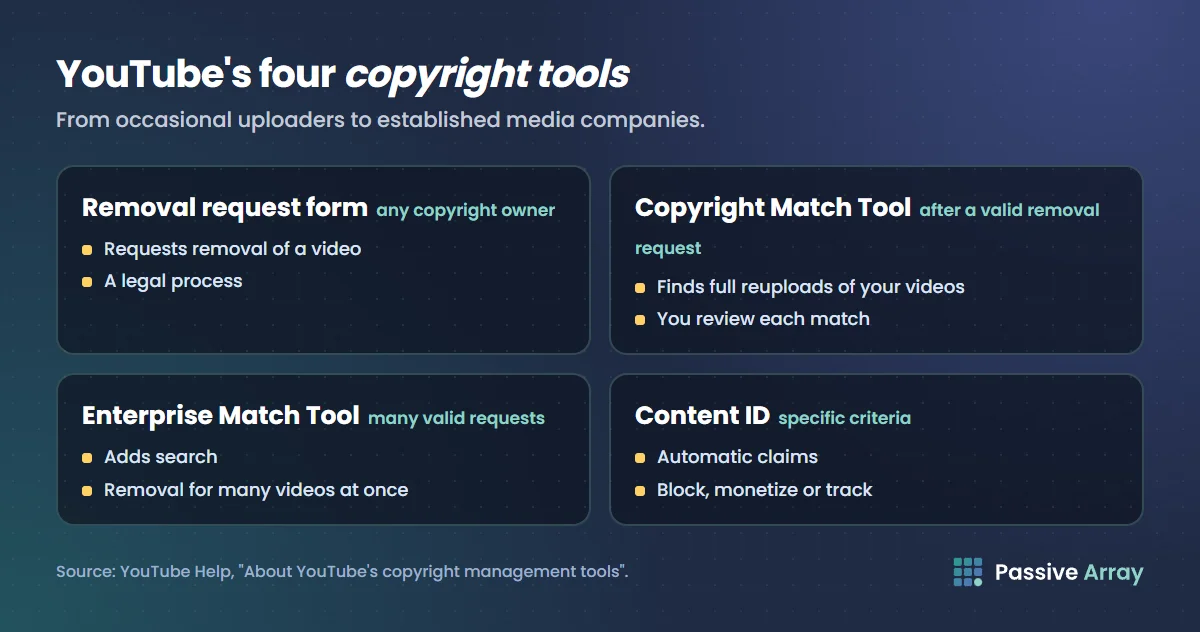 YouTube's four copyright tools
From occasional uploaders to established media companies.
Removal request form any copyright owner
Requests removal of a video
A legal process
Copyright Match Tool after a valid removal
request
Finds full reuploads of your videos
You review each match
Enterprise Match Tool many valid requests
Adds search
Removal for many videos at once
Content ID specific criteria
Automatic claims
Block, monetize or track
Source: YouTube Help, "About YouTube's copyright management tools".
Passive Array